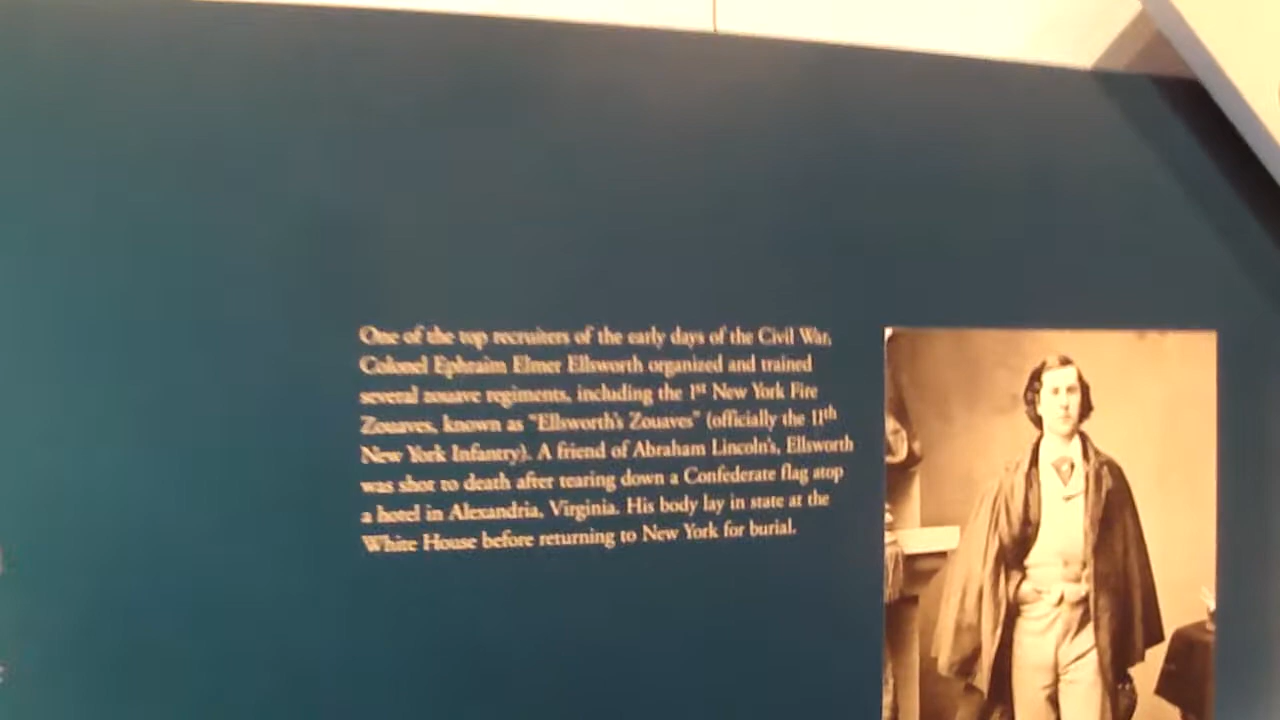 One of the top recruiters of the early days of the Civil War,
Colonel Ephraim Elmer Ellsworth organized and trained
several zouave regiments, including the 1st New York Fire
Zouaves, known as "Ellsworth's Zouaves" (officially the 11th
New York Infantry). A friend of Abraham Lincoln's, Ellsworth
was shot to death after tearing down a Confederate flag atop
a hotel in Alexandria, Virginia. His body lay in state at the
White House before returning to New York for burial.